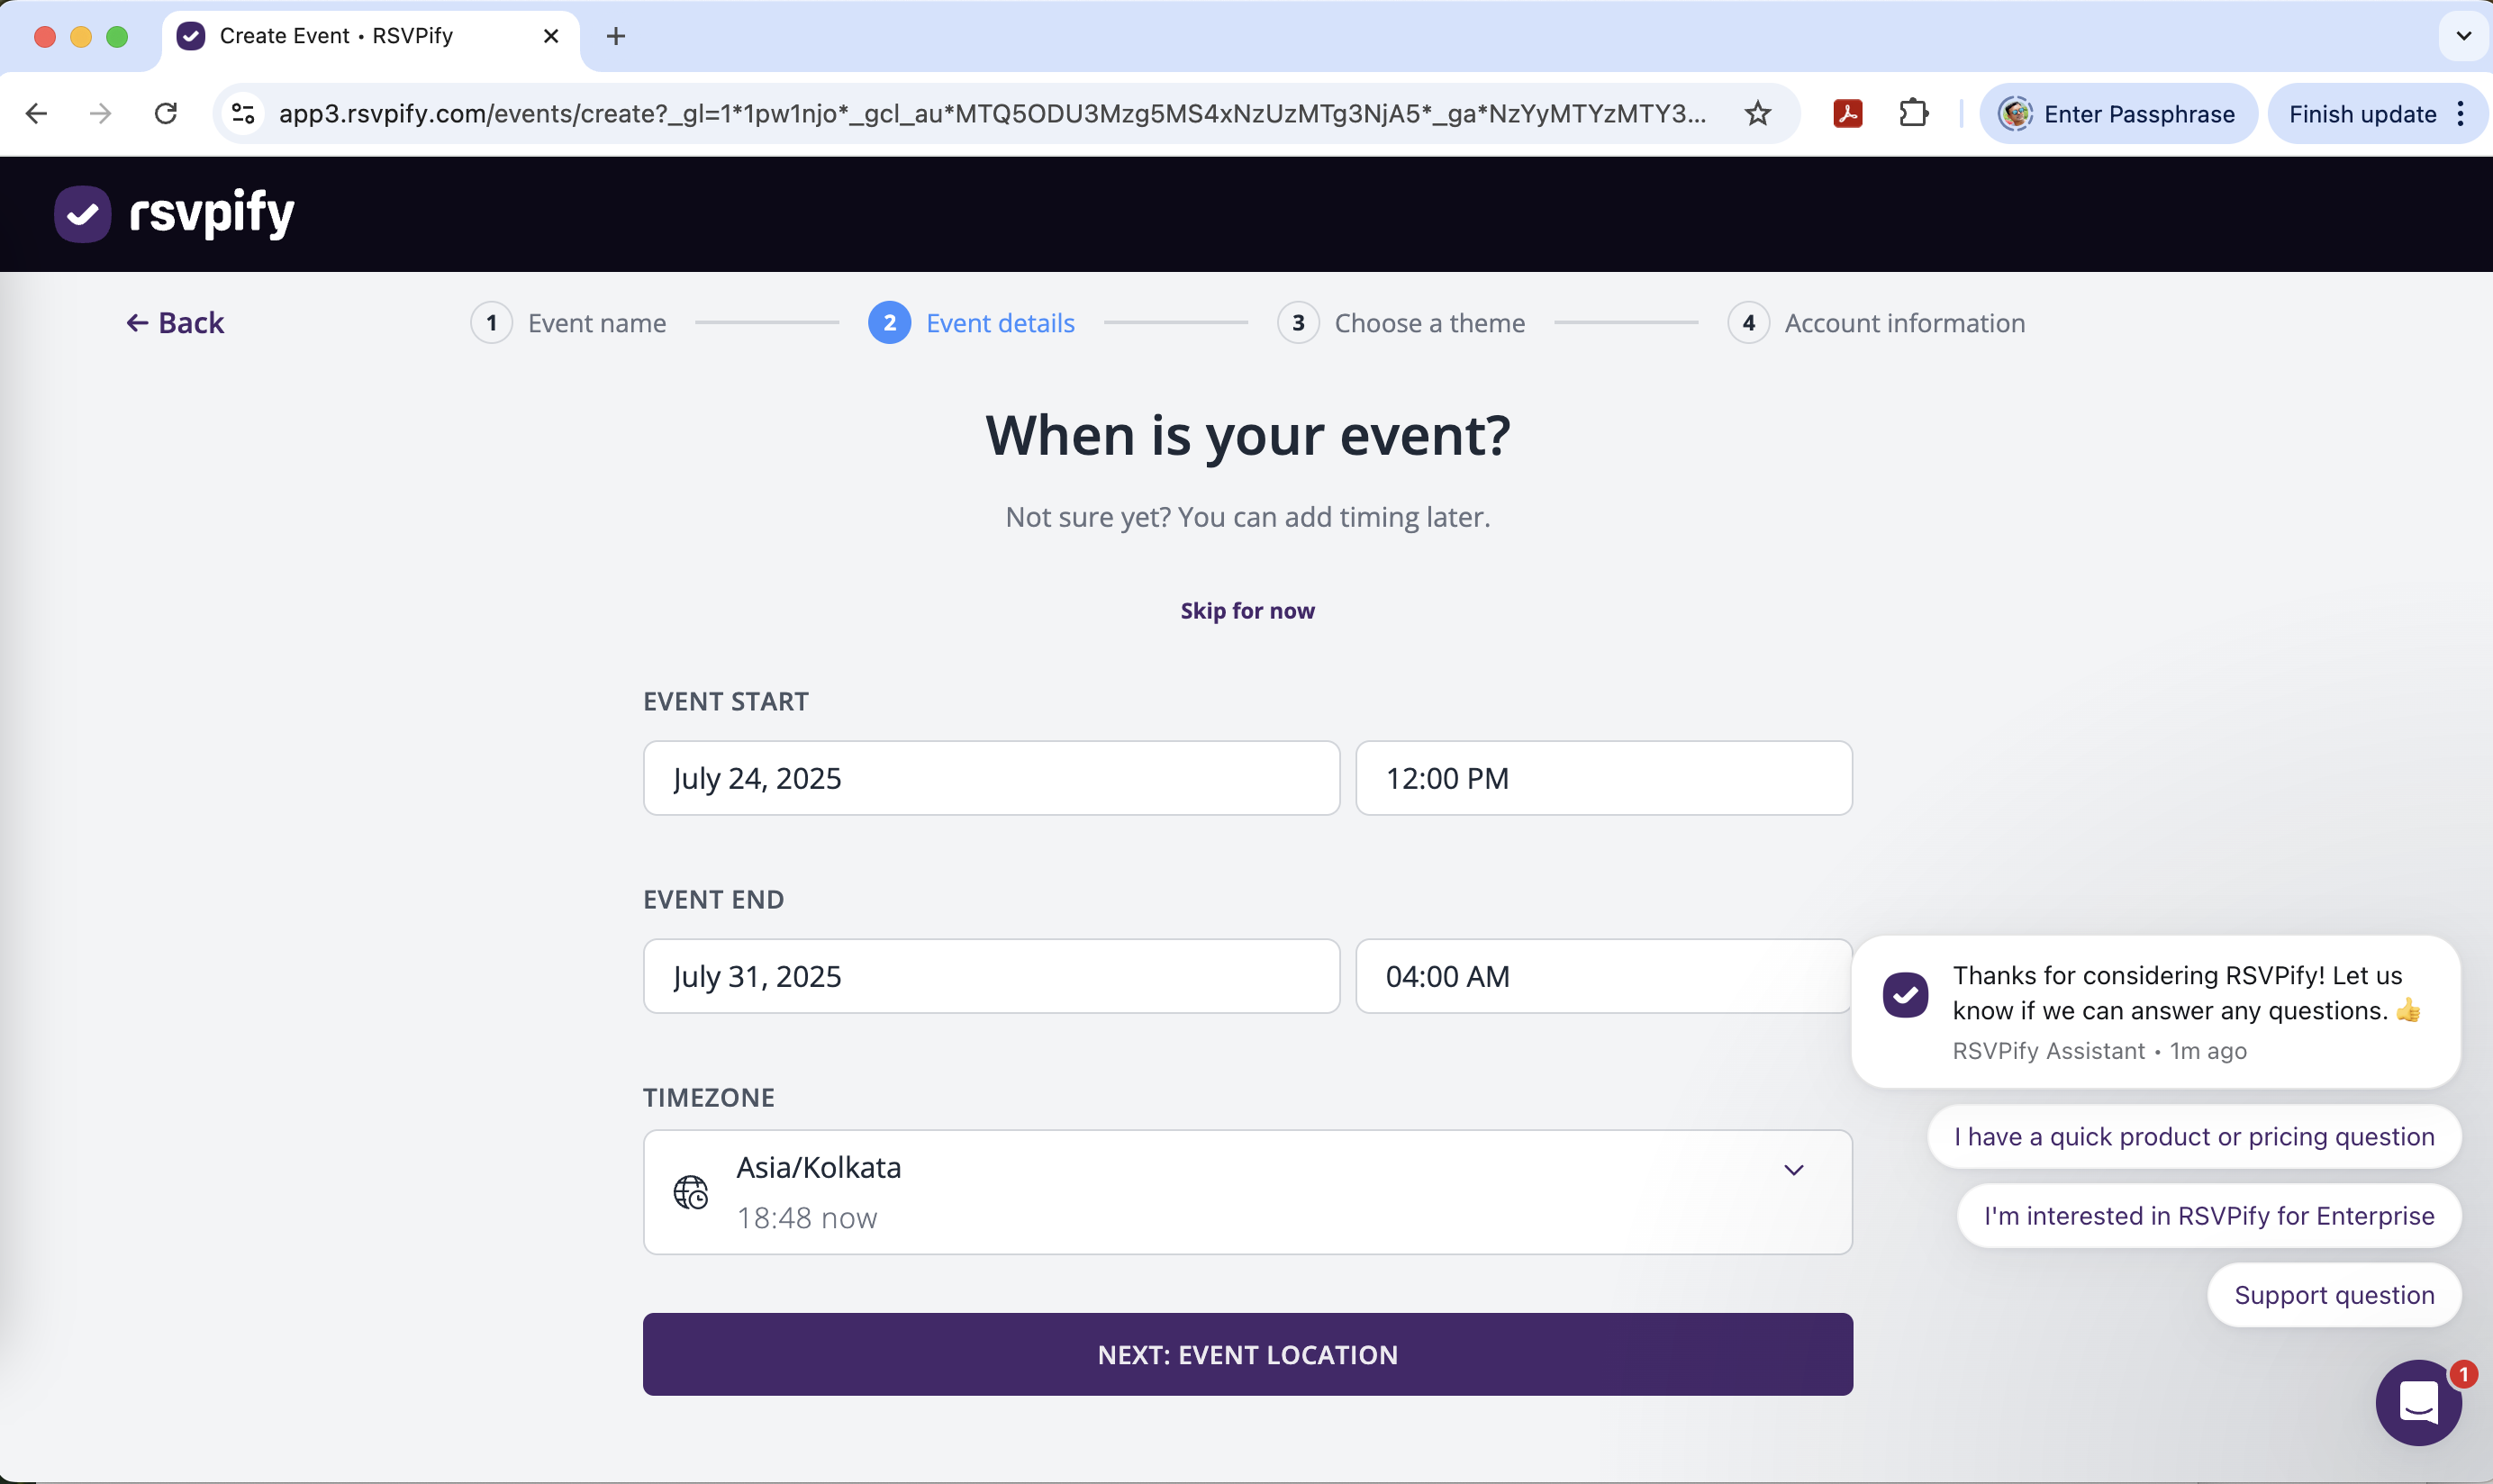 Create Event • RSVPify
app3.rsvpify.com/events/create?_gl=1*1pw1njo*_gcl_au*MTQ5ODU3Mzg5MS4xNzUzMTg3NjA5*_ga*NzYyMTYzMTY3...
Enter Passphrase
Finish update
rsvpify
Back
1 Event name
2 Event details
3 Choose a theme
4 Account information
When is your event?
Not sure yet? You can add timing later.
Skip for now
EVENT START
July 24, 2025
12:00 PM
EVENT END
July 31, 2025
04:00 AM
TIMEZONE
Asia/Kolkata
18:48 now
NEXT: EVENT LOCATION
Thanks for considering RSVPify! Let us
know if we can answer any questions. 👍
RSVPify Assistant • 1m ago
I have a quick product or pricing question
I'm interested in RSVPify for Enterprise
Support question
1